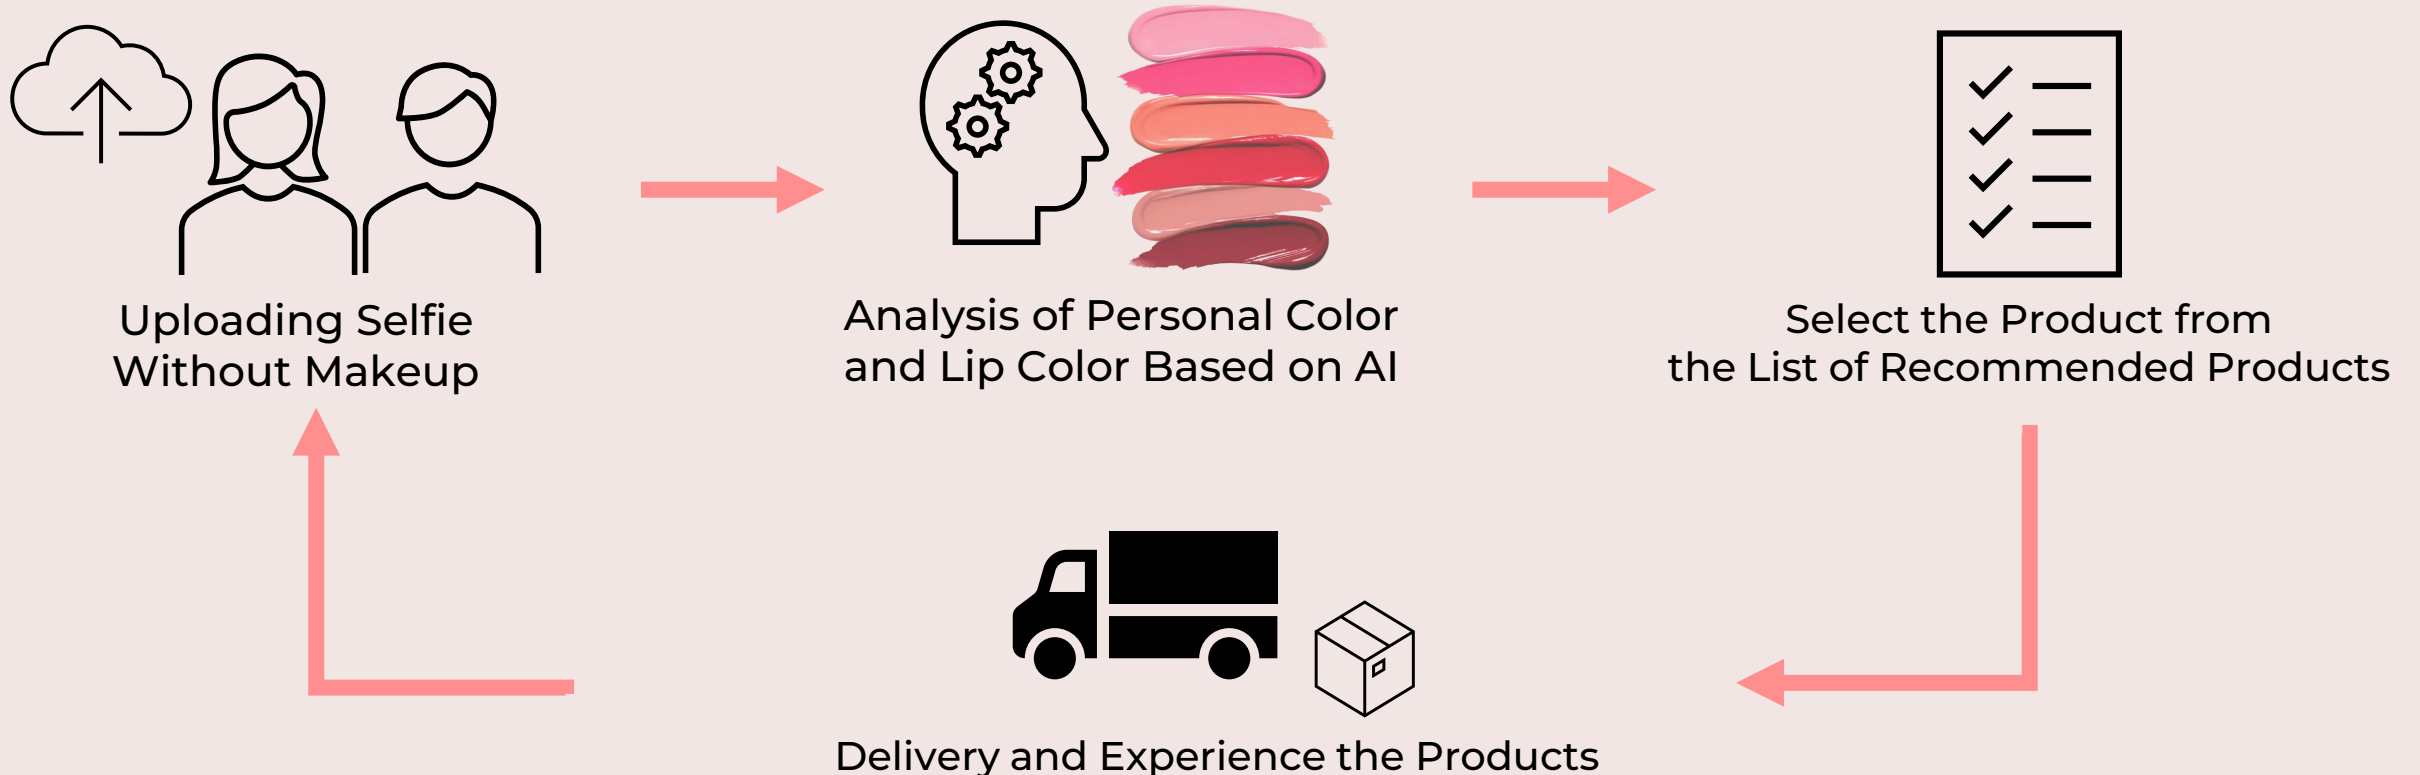 Uploading Selfie
Without Makeup
Analysis of Personal Color
and Lip Color Based on AI
Select the Product from
the List of Recommended Products
Delivery and Experience the Products